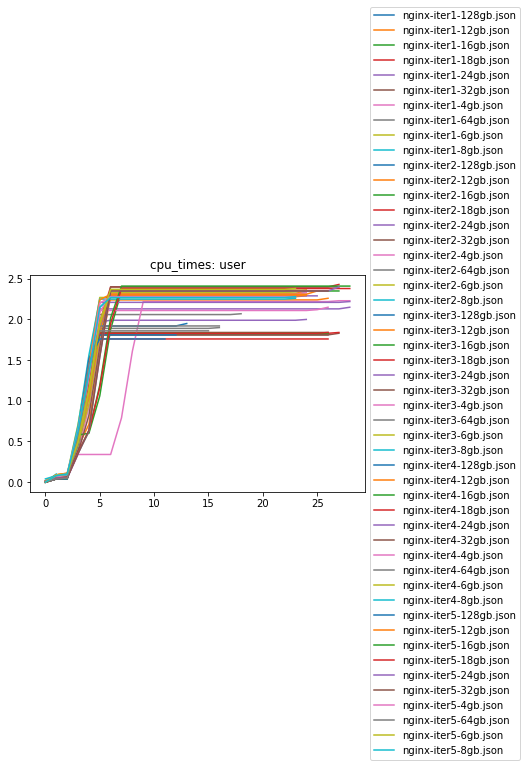 cpu_times: user
2.5
2.0
1.5
1.0
0.5
0.0
0 5 10 15 20 25
nginx-iter1-128gb.json
nginx-iter1-12gb.json
nginx-iter1-16gb.json
nginx-iter1-18gb.json
nginx-iter1-24gb.json
nginx-iter1-32gb.json
nginx-iter1-4gb.json
nginx-iter1-64gb.json
nginx-iter1-6gb.json
nginx-iter1-8gb.json
nginx-iter2-128gb.json
nginx-iter2-12gb.json
nginx-iter2-16gb.json
nginx-iter2-18gb.json
nginx-iter2-24gb.json
nginx-iter2-32gb.json
nginx-iter2-4gb.json
nginx-iter2-64gb.json
nginx-iter2-6gb.json
nginx-iter2-8gb.json
nginx-iter3-128gb.json
nginx-iter3-12gb.json
nginx-iter3-16gb.json
nginx-iter3-18gb.json
nginx-iter3-24gb.json
nginx-iter3-32gb.json
nginx-iter3-4gb.json
nginx-iter3-64gb.json
nginx-iter3-6gb.json
nginx-iter3-8gb.json
nginx-iter4-128gb.json
nginx-iter4-12gb.json
nginx-iter4-16gb.json
nginx-iter4-18gb.json
nginx-iter4-24gb.json
nginx-iter4-32gb.json
nginx-iter4-4gb.json
nginx-iter4-64gb.json
nginx-iter4-6gb.json
nginx-iter4-8gb.json
nginx-iter5-128gb.json
nginx-iter5-12gb.json
nginx-iter5-16gb.json
nginx-iter5-18gb.json
nginx-iter5-24gb.json
nginx-iter5-32gb.json
nginx-iter5-4gb.json
nginx-iter5-64gb.json
nginx-iter5-6gb.json
nginx-iter5-8gb.json